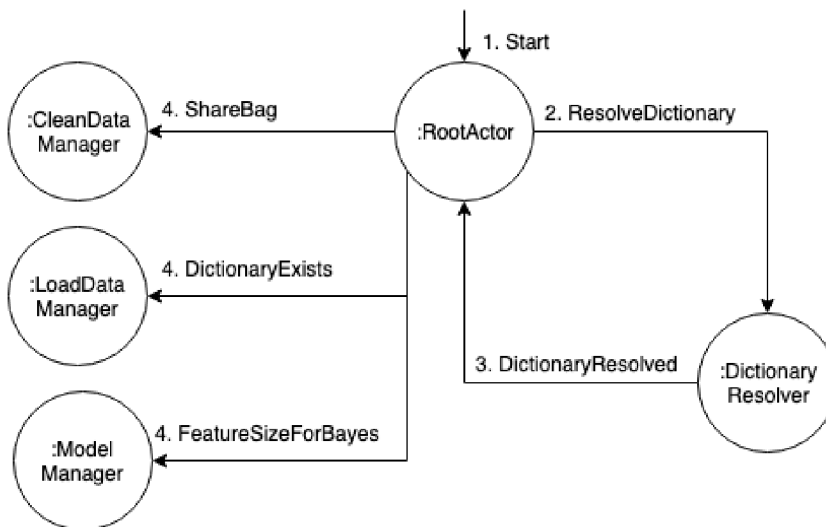 1. Start
:CleanData
Manager
4. ShareBag
:RootActor
2. ResolveDictionary
:LoadData
Manager
4. DictionaryExists
3. DictionaryResolved
:Dictionary
Resolver
:Model
Manager
4. FeatureSizeForBayes